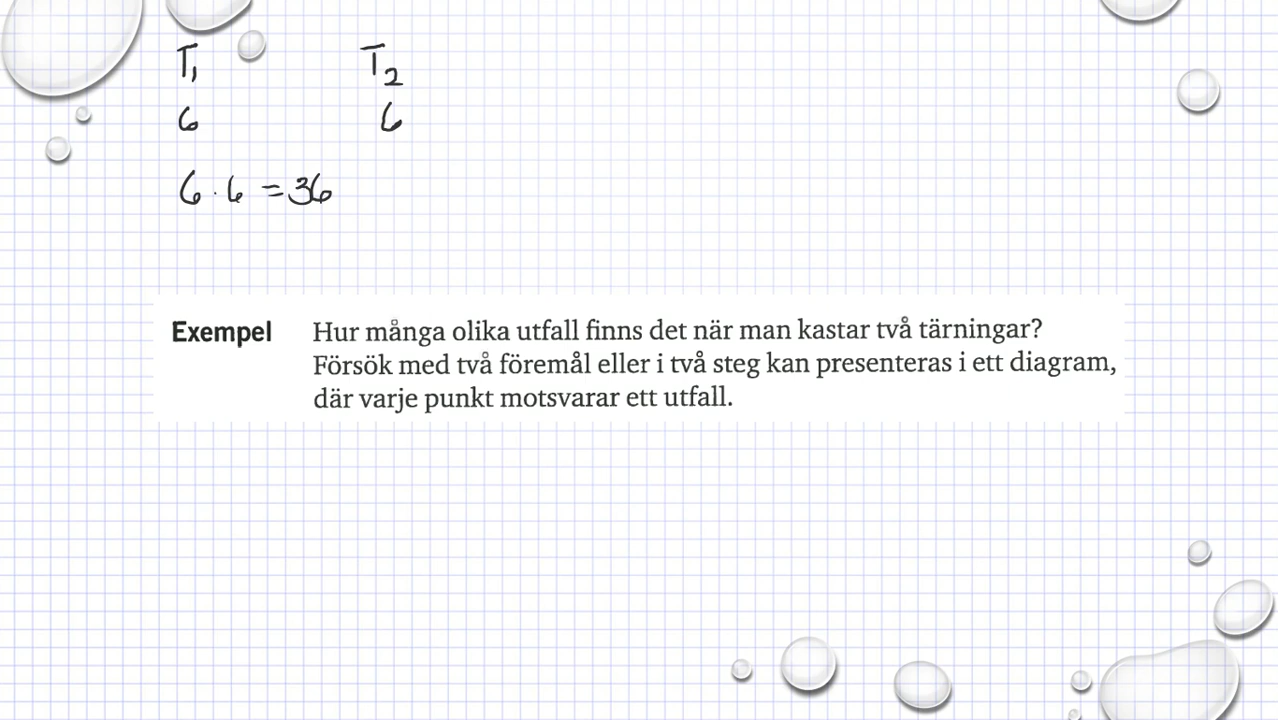 T₁ T₂
6 6
6 · 6 = 36
Exempel Hur många olika utfall finns det när man kastar två tärningar?
Försök med två föremål eller i två steg kan presenteras i ett diagram,
där varje punkt motsvarar ett utfall.